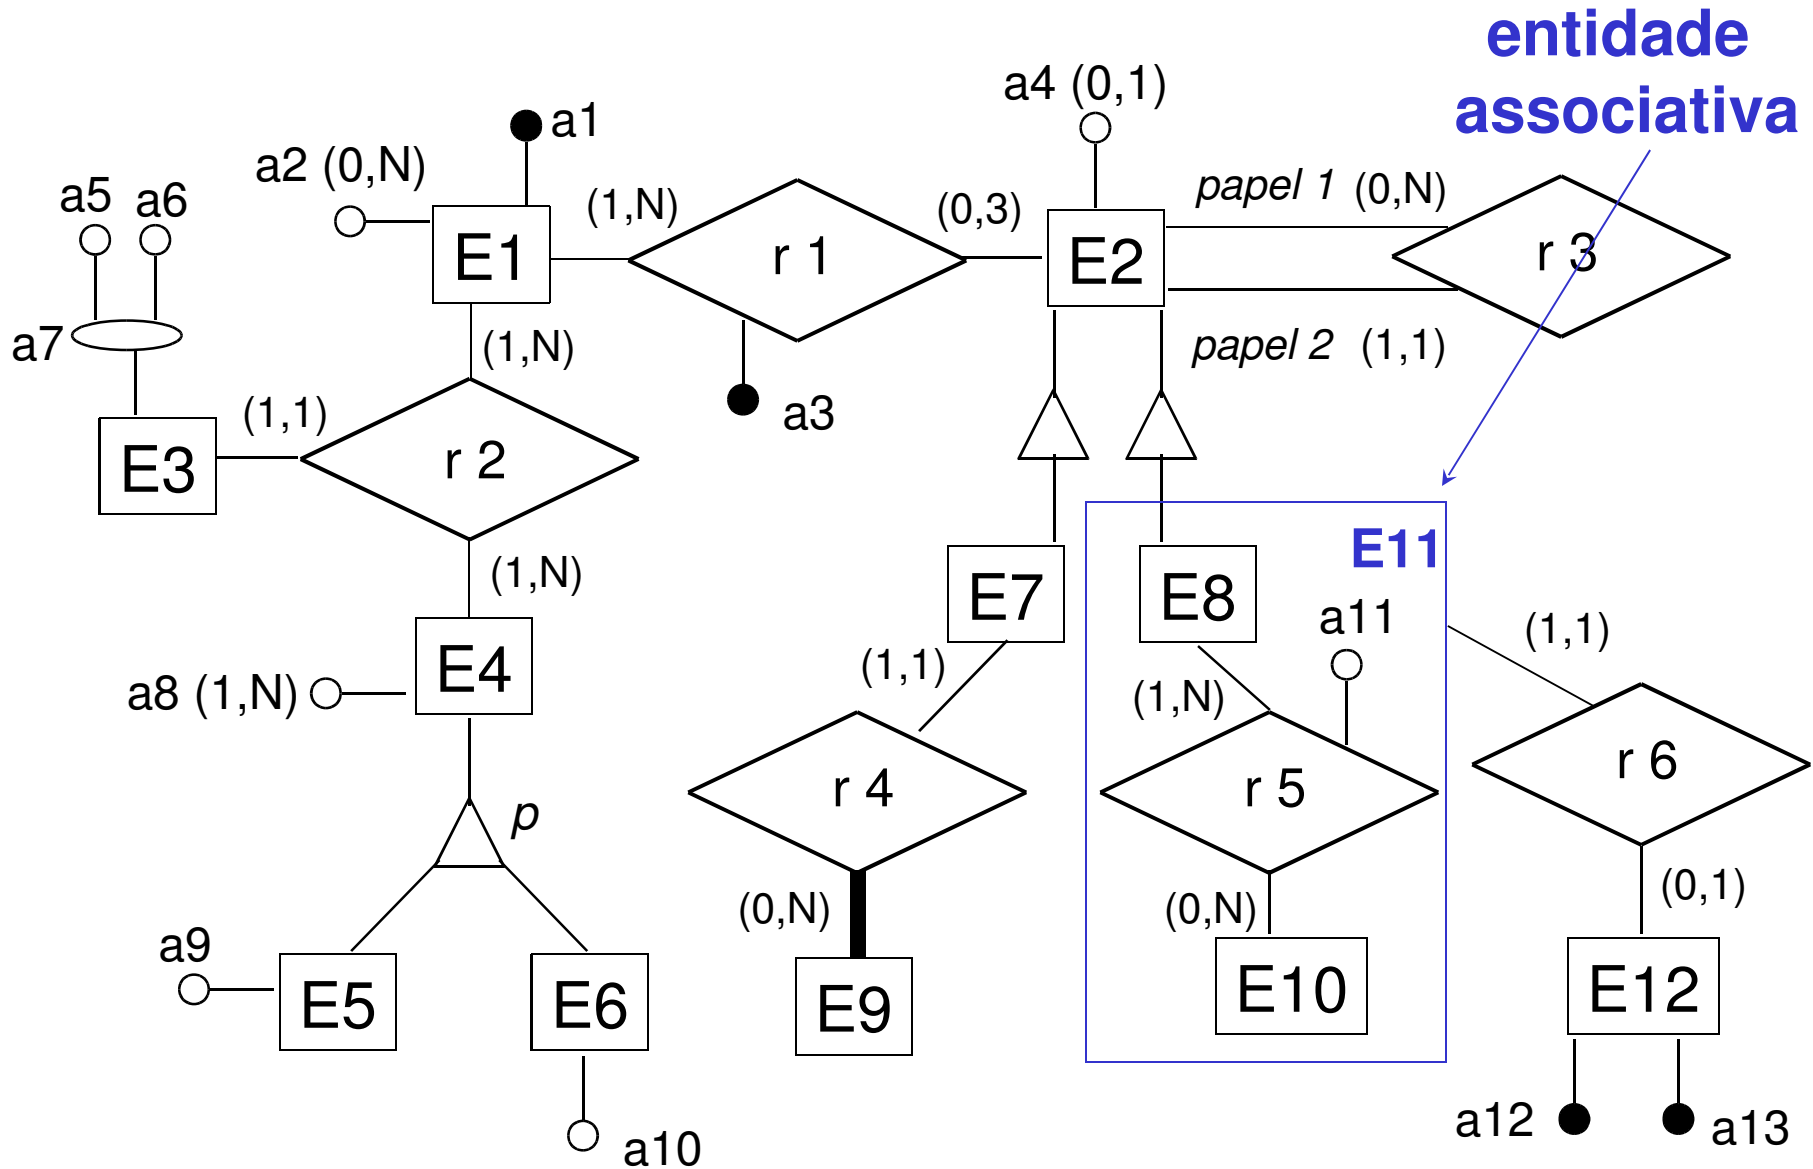 entidade
associativa
a4 (0,1)
a1
a2 (0,N)
a5
a6
(1,N)
(0,3)
papel 1 (0,N)
E1
r 1
E2
r 3
a7
(1,N)
papel 2 (1,1)
(1,1)
a3
E3
r 2
E11
(1,N)
E7
E8
a11
(1,1)
E4
a8 (1,N)
(1,1)
(1,N)
r 4
r 5
r 6
p
(0,N)
(0,N)
(0,1)
a9
E5
E6
E9
E10
E12
a10
a12
a13